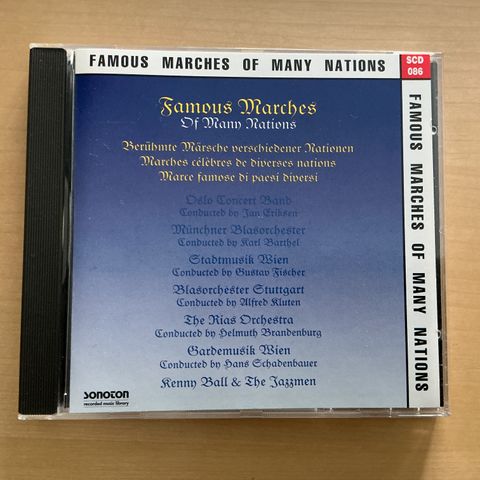 FAMOUS MARCHES OF MANY NATIONS
SCD
086
Famous Marches
Of Many Nations
Berühmte Märsche verschiedener Nationen
Marches célèbres de diverses nations
Marce famose di paesi diversi
Oslo Concert Band
Conducted by Jan Eriksen
Münchner Blasorchester
Conducted by Karl Barthel
Stadtmusik Wien
Conducted by Gustav Fischer
Blasorchester Stuttgart
Conducted by Alfred Kluten
The Rias Orchestra
Conducted by Helmuth Brandenburg
Gardemusik Wien
Conducted by Hans Schadenbauer
Kenny Ball & The Jazzmen
sonoton
recorded music library
FAMOUS MARCHES OF MANY NATIONS